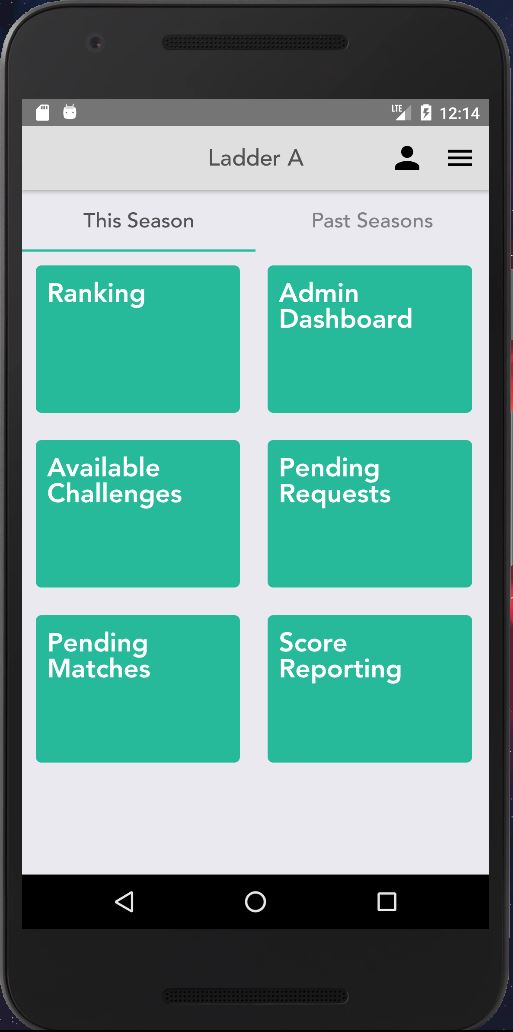 LTE 12:14
Ladder A
This Season Past Seasons
Ranking
Admin
Dashboard
Available
Challenges
Pending
Requests
Pending
Matches
Score
Reporting